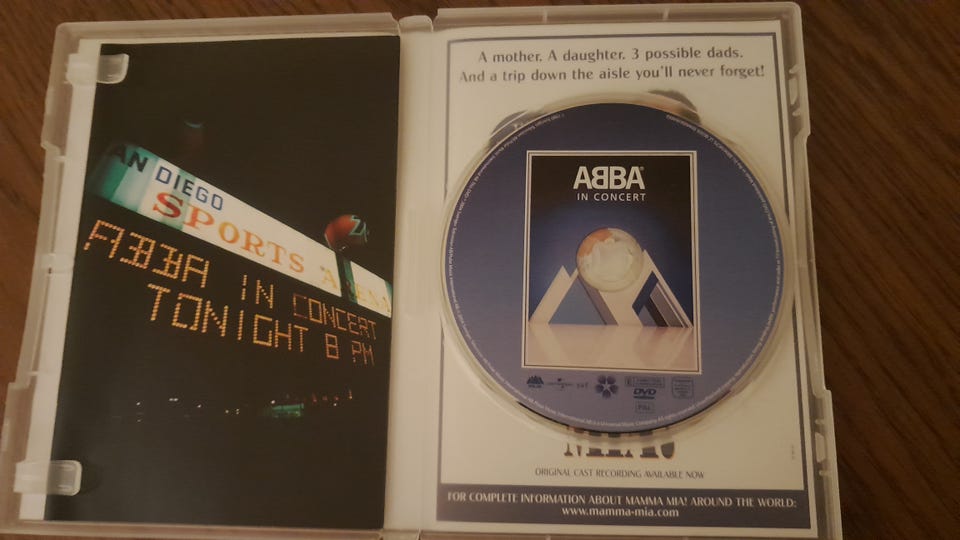 AN DIEGO
SPORTS A
ABBA IN CONCERT
TONIGHT 8 PM
A mother. A daughter. 3 possible dads.
And a trip down the aisle you'll never forget!
ABBA
IN CONCERT
E
DVD
PAL
ORIGINAL CAST RECORDING AVAILABLE NOW
FOR COMPLETE INFORMATION ABOUT MAMMA MIA! AROUND THE WORLD:
www.mamma-mia.com